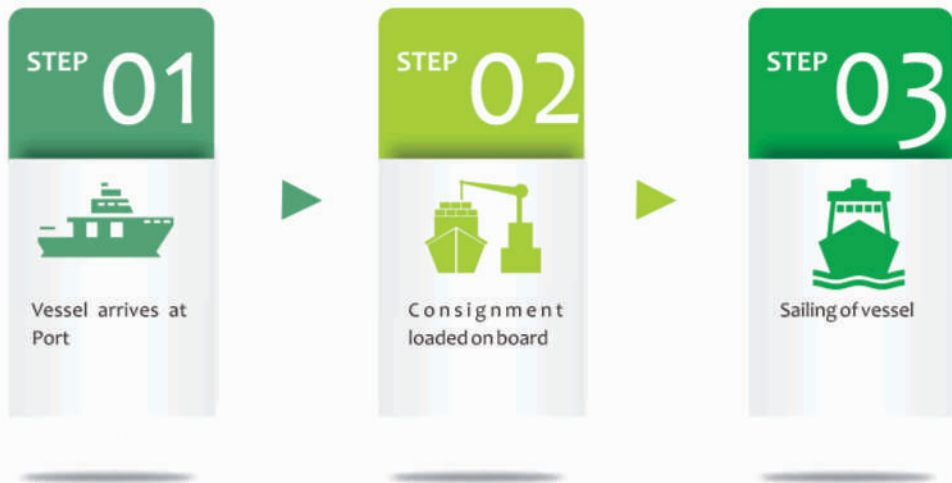 STEP 01
Vessel arrives at
Port
STEP 02
Consignment
loaded on board
STEP 03
Sailing of vessel